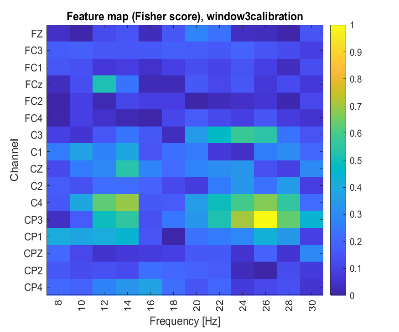 Feature map (Fisher score), window3calibration
FZ
FC3
FC1
FCz
FC2
FC4
C3
C1
CZ
C2
C4
CP3
CP1
CPZ
CP2
CP4
Channel
8 10 12 14 16 18 20 22 24 26 28 30
Frequency [Hz]
1
0.9
0.8
0.7
0.6
0.5
0.4
0.3
0.2
0.1
0